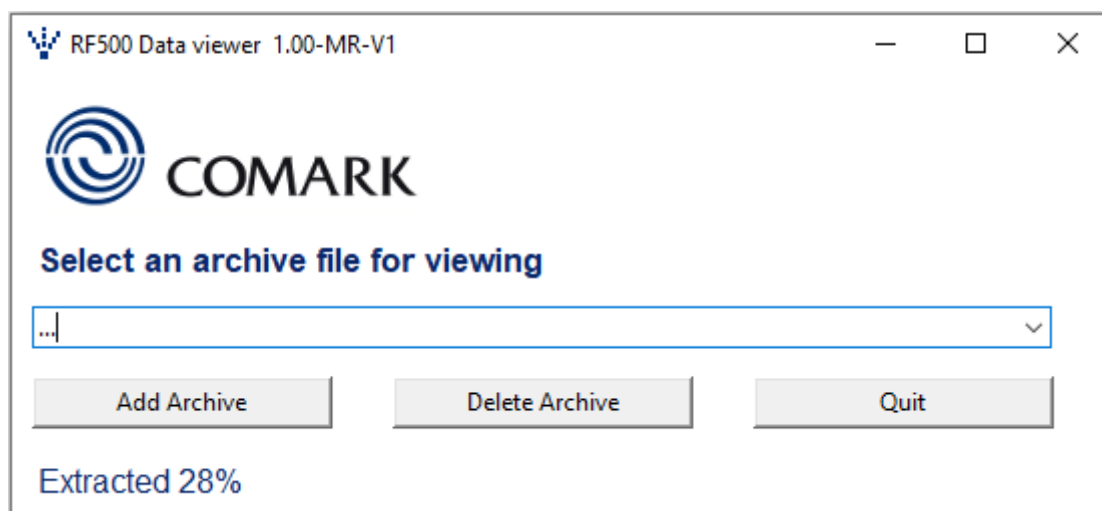 RF500 Data viewer 1.00-MR-V1
COMARK
Select an archive file for viewing
...
Add Archive Delete Archive Quit
Extracted 28%